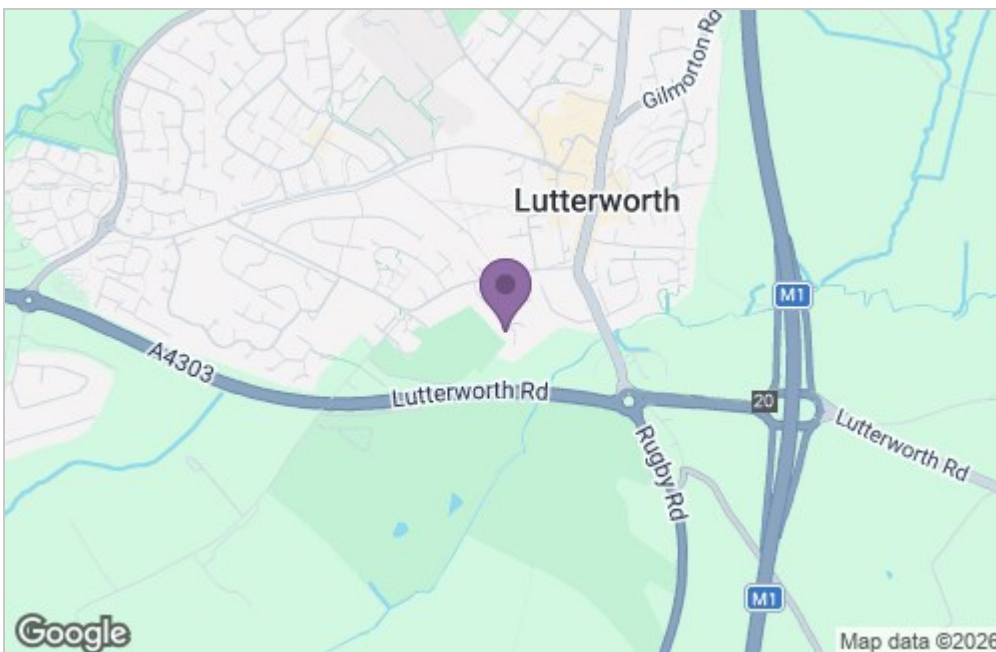 Gilmorton Rd
Lutterworth
M1
A4303
Lutterworth Rd
20
Lutterworth Rd
Rugby Rd
M1
Google
Map data ©2026